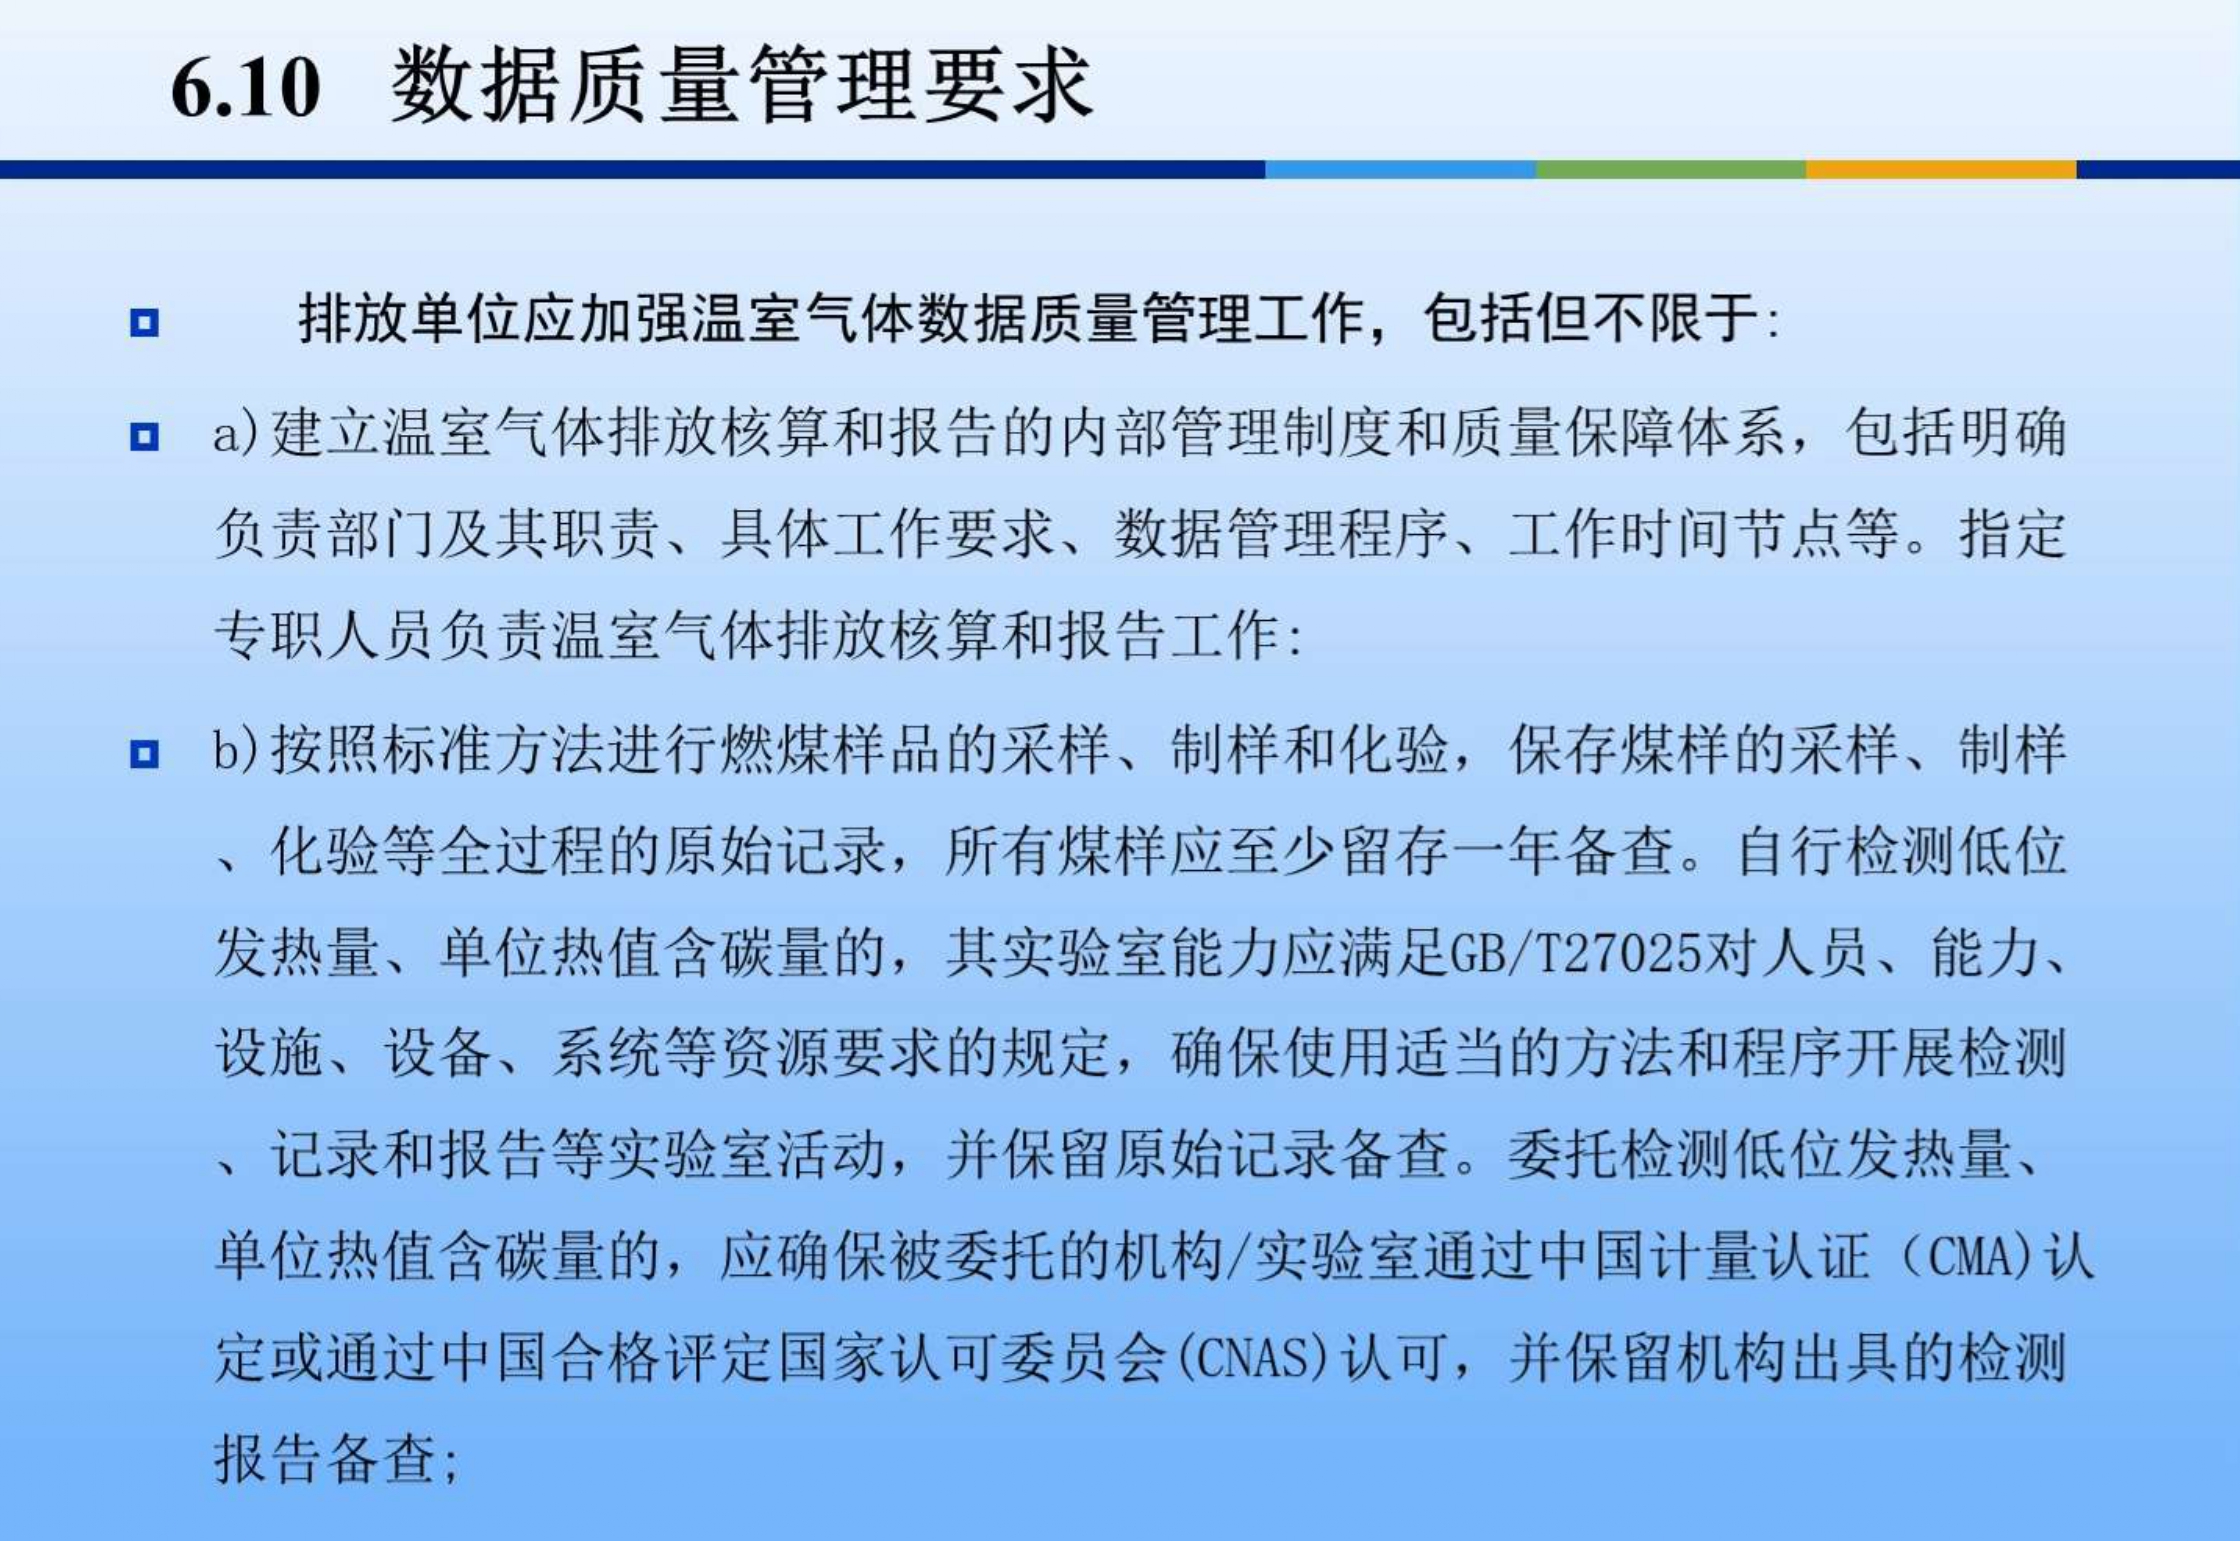 6.10 数据质量管理要求
排放单位应加强温室气体数据质量管理工作，包括但不限于:
a)建立温室气体排放核算和报告的内部管理制度和质量保障体系，包括明确
负责部门及其职责、具体工作要求、数据管理程序、工作时间节点等。指定
专职人员负责温室气体排放核算和报告工作:
b)按照标准方法进行燃煤样品的采样、制样和化验，保存煤样的采样、制样
、化验等全过程的原始记录，所有煤样应至少留存一年备查。自行检测低位
发热量、单位热值含碳量的，其实验室能力应满足GB/T27025对人员、能力、
设施、设备、系统等资源要求的规定，确保使用适当的方法和程序开展检测
、记录和报告等实验室活动，并保留原始记录备查。委托检测低位发热量、
单位热值含碳量的，应确保被委托的机构/实验室通过中国计量认证（CMA)认
定或通过中国合格评定国家认可委员会(CNAS)认可，并保留机构出具的检测
报告备查;